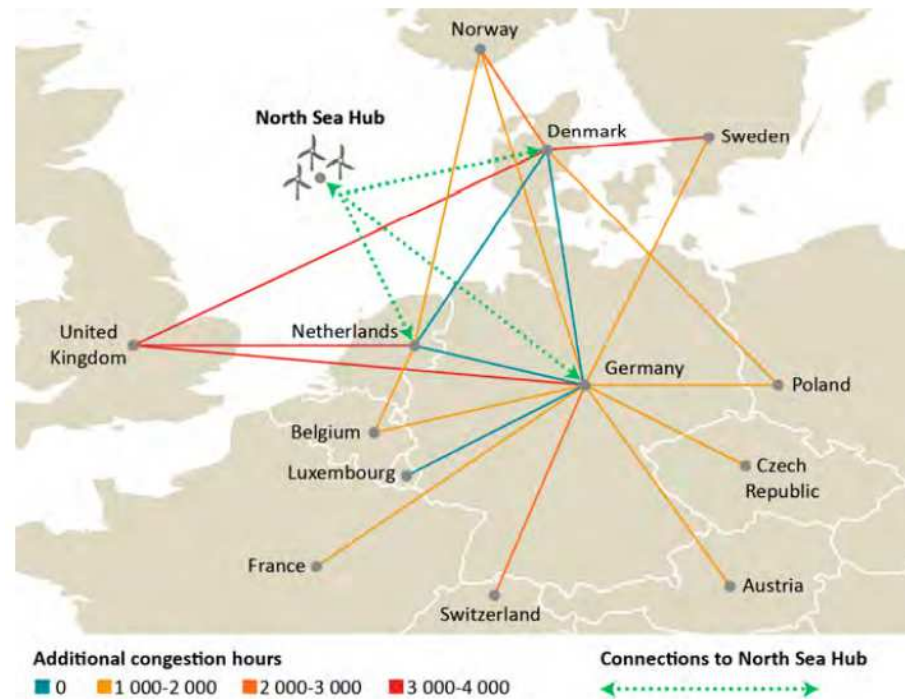 Norway
North Sea Hub
Denmark
Sweden
United
Kingdom
Netherlands
Germany
Poland
Belgium
Luxembourg
Czech
Republic
France
Switzerland
Austria
Additional congestion hours
0
1 000-2 000
2 000-3 000
3 000-4 000
Connections to North Sea Hub